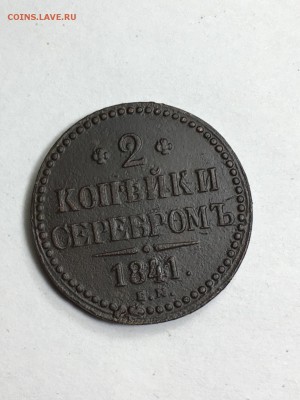 COINS.LAVE.RU
2
КОПѢЙКИ
СЕРЕБРОМЪ
1841.